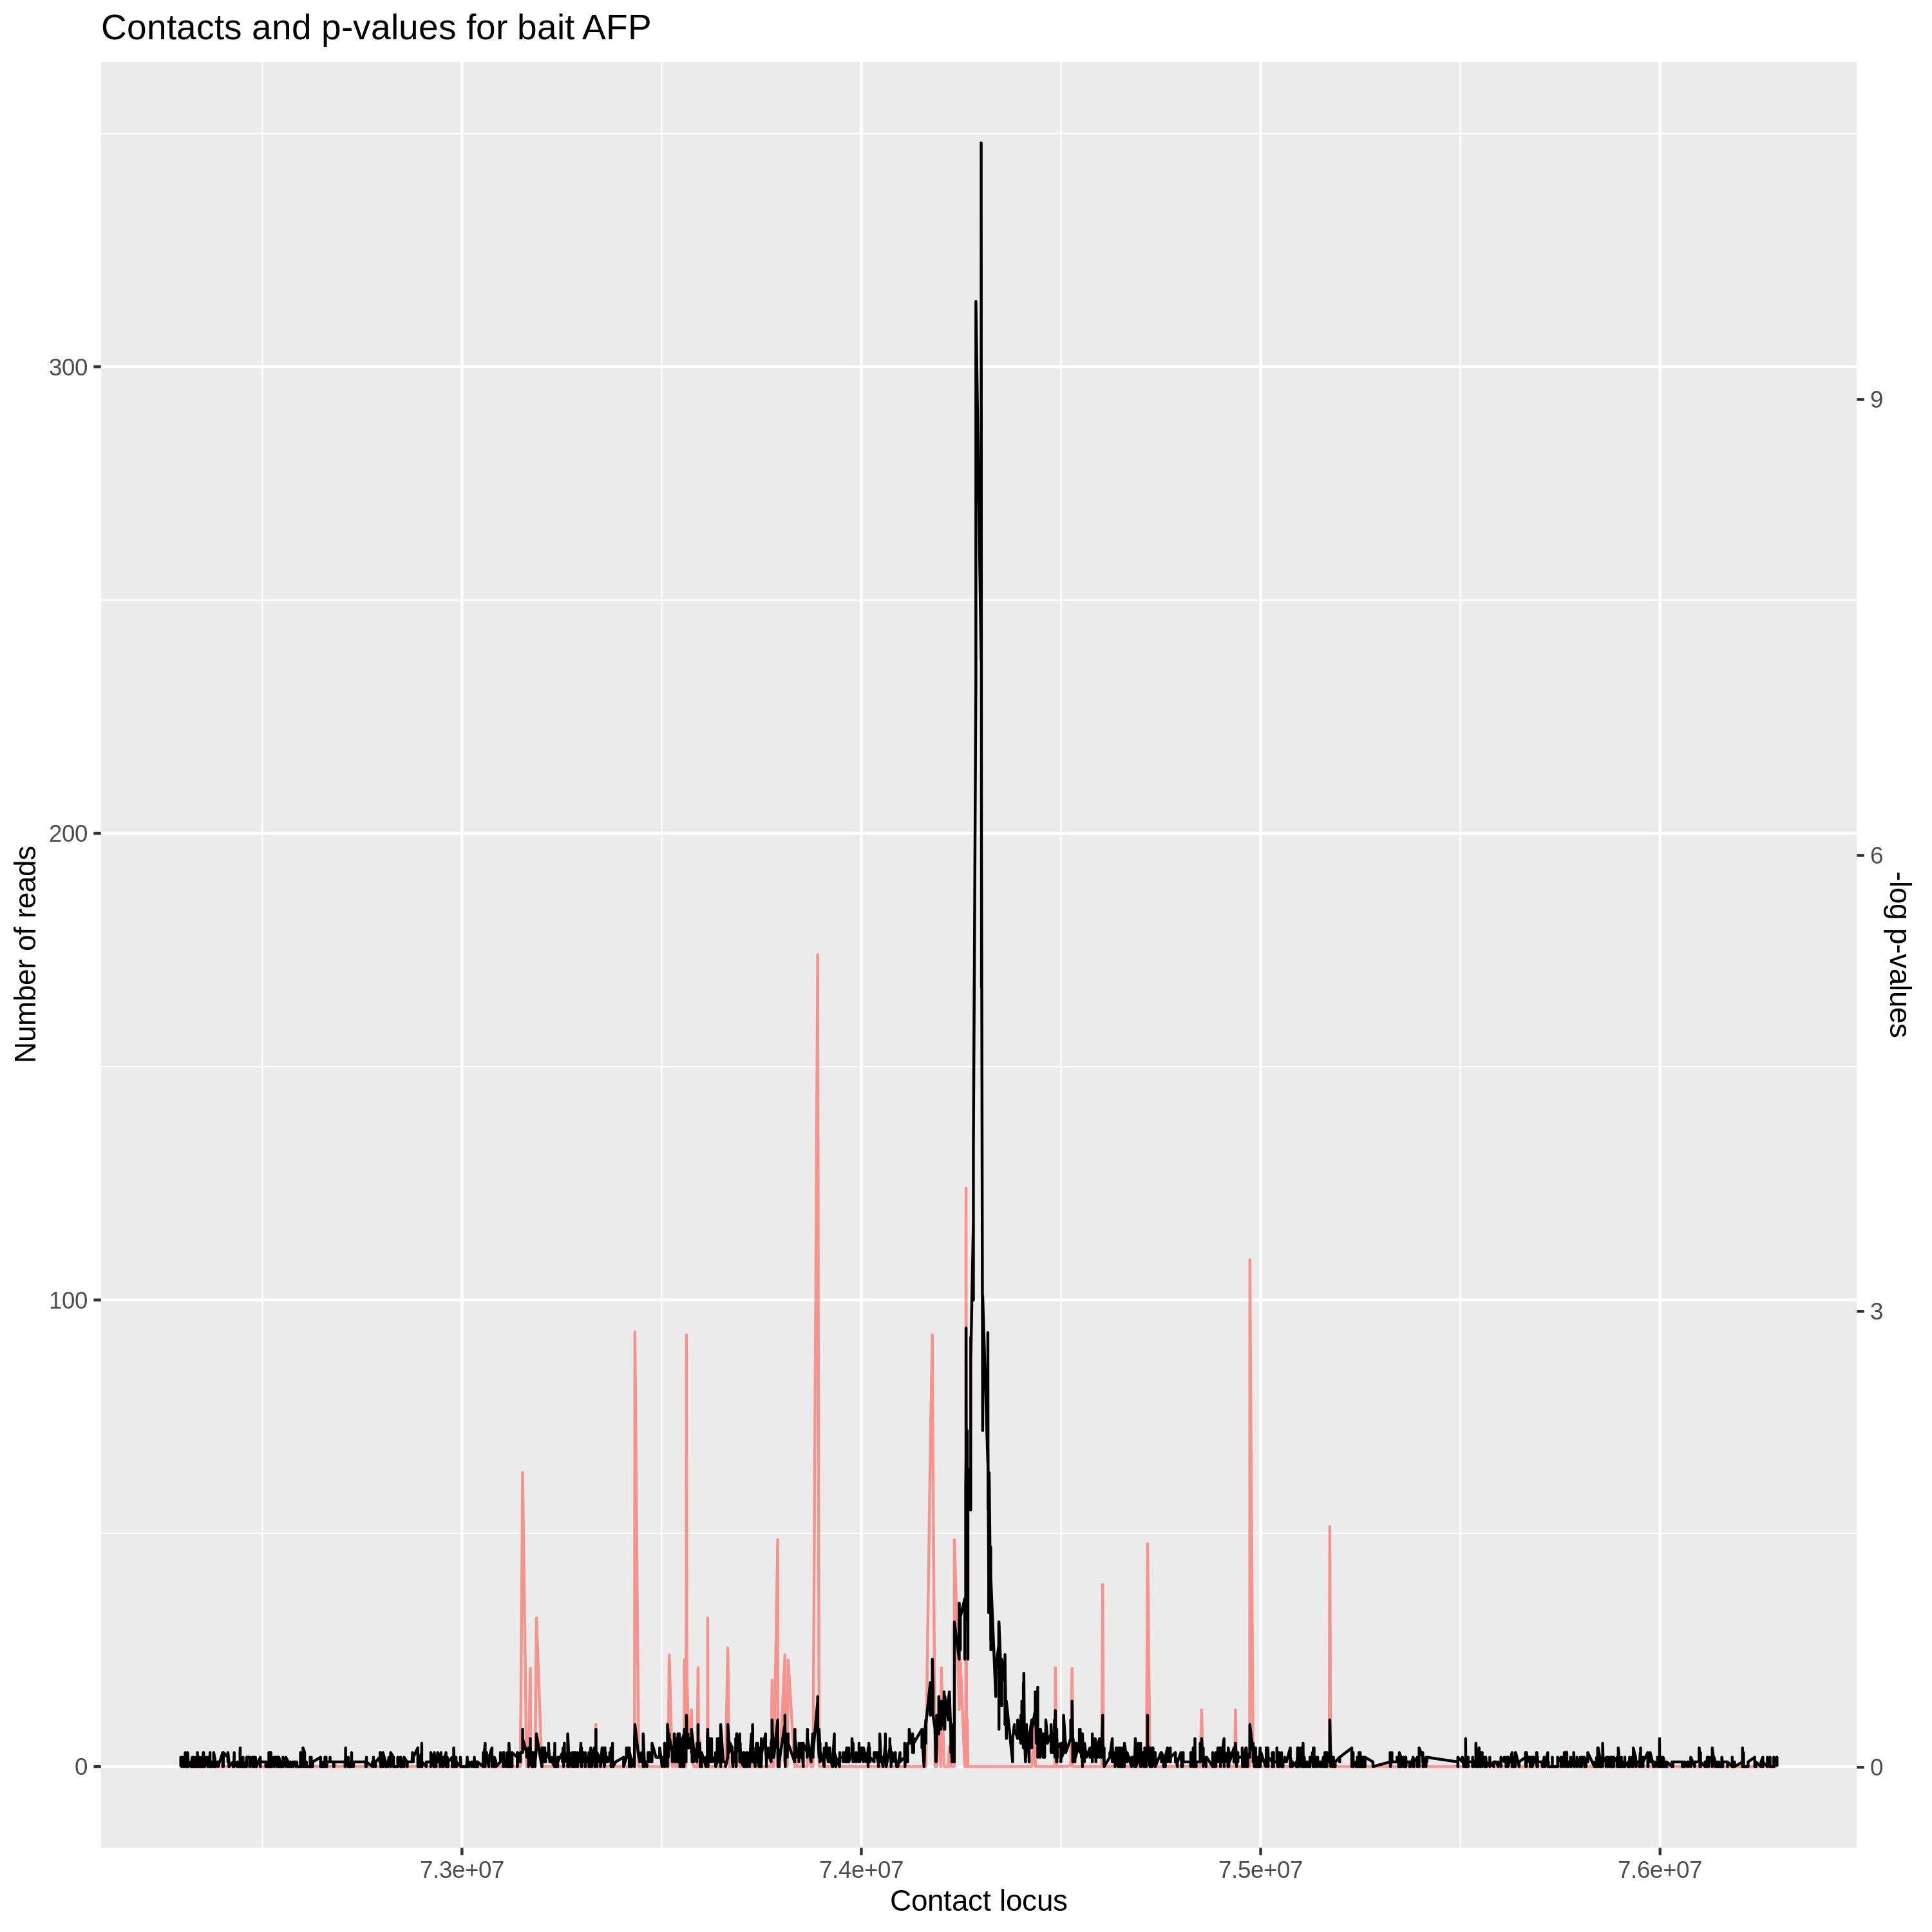 Contacts and p-values for bait AFP
Number of reads
300
200
100
0
9
6
3
0
-log p-values
7.3e+07
7.4e+07
7.5e+07
7.6e+07
Contact locus